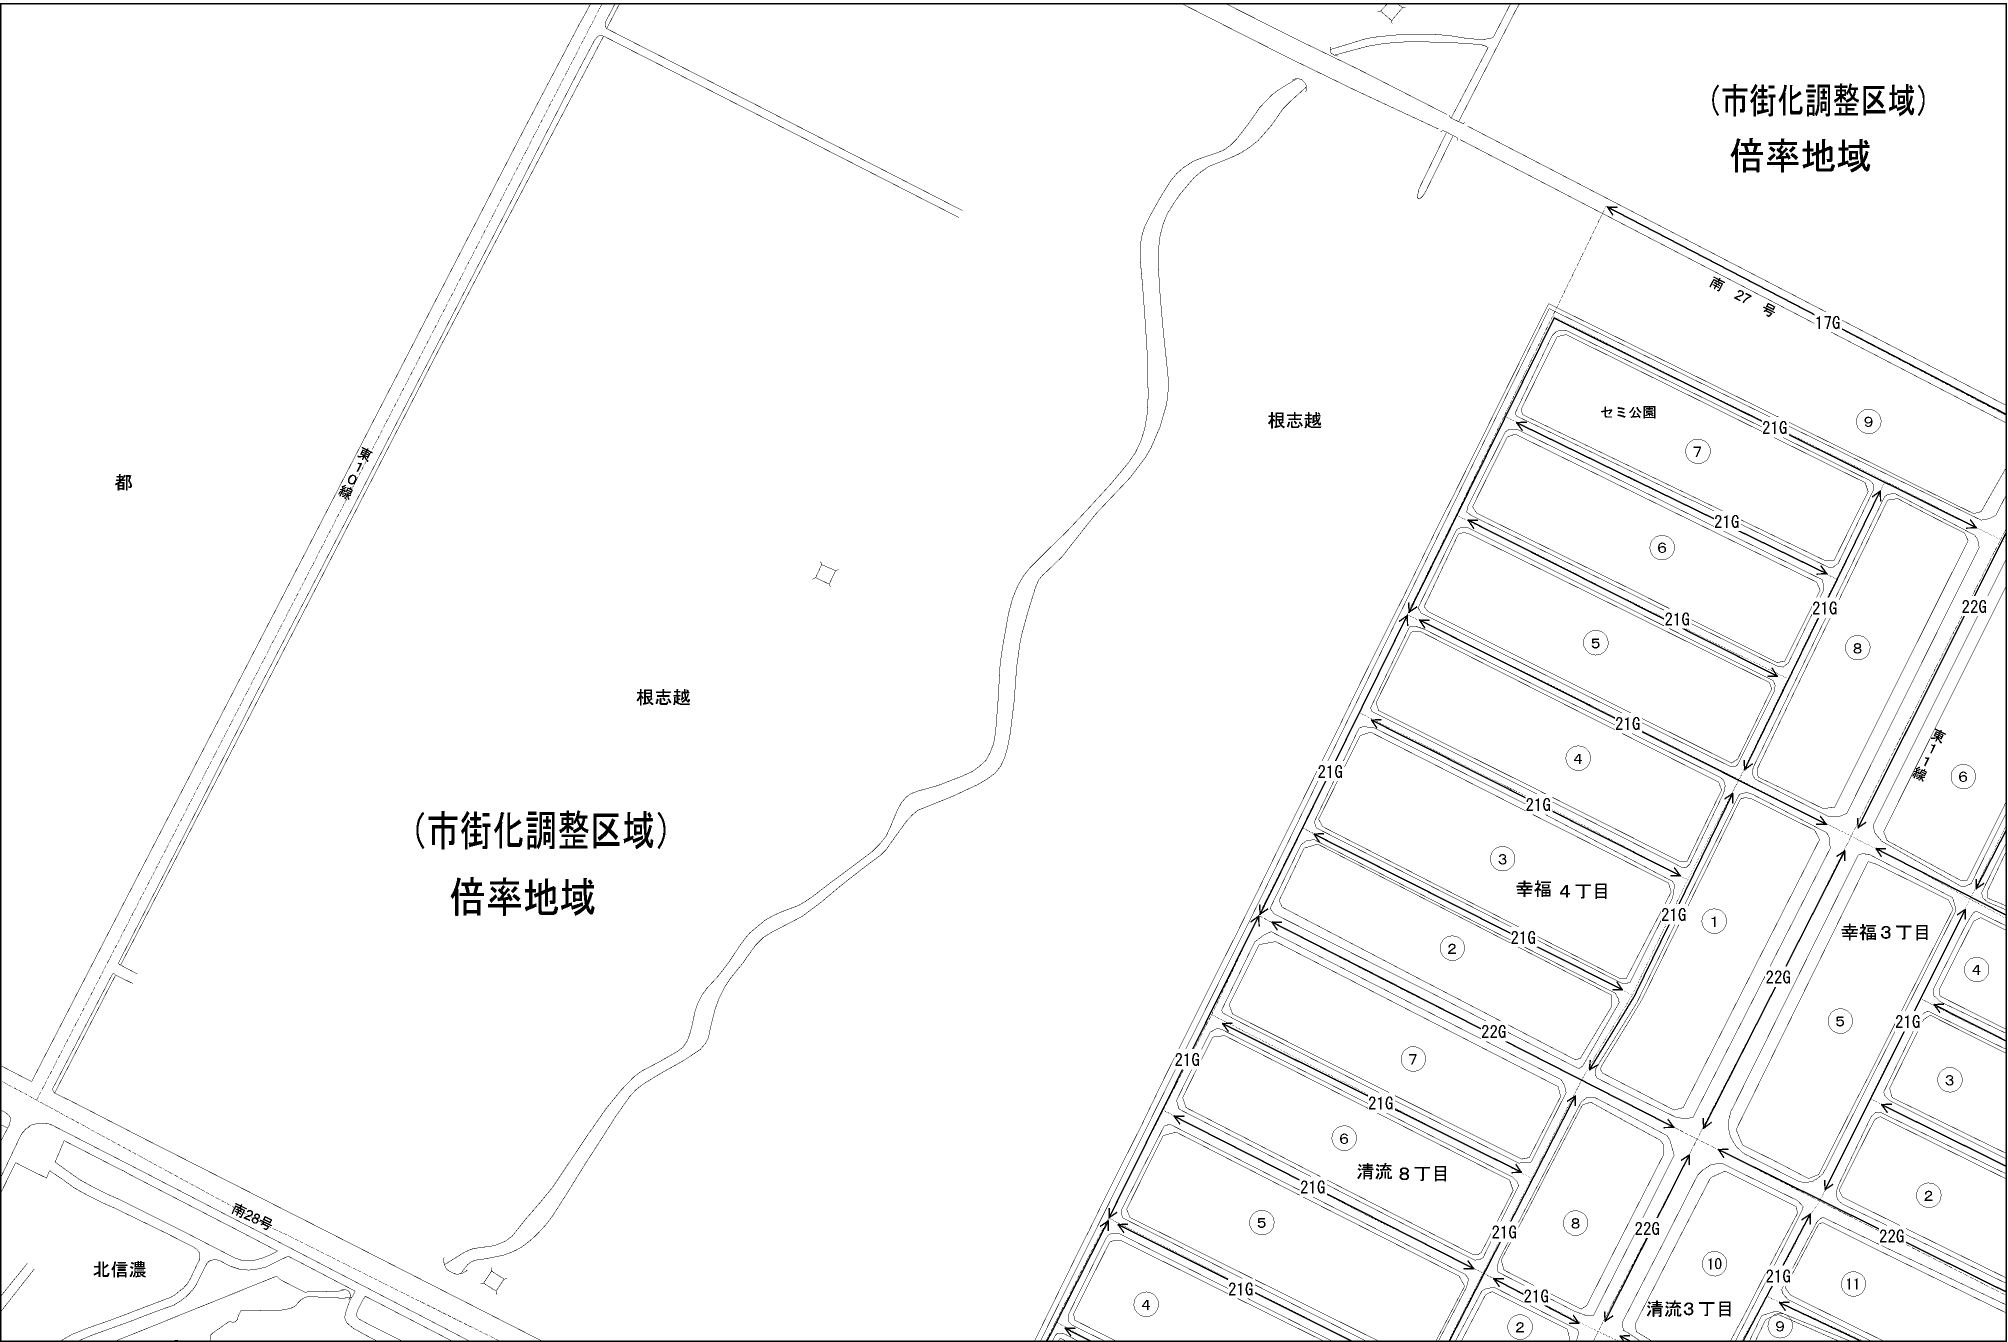 （市街化調整区域）
倍率地域
南 27 号
17G
セミ公園
21G
⑨
⑦
根志越
都
東10線
21G
⑥
21G
22G
⑧
21G
⑤
根志越
21G
④
東11線
⑥
21G
21G
（市街化調整区域）
倍率地域
③
幸福 4 丁目
21G
①
幸福3丁目
21G
②
22G
④
22G
⑤
21G
21G
⑦
③
21G
⑥
清流 8 丁目
21G
②
⑤
21G
⑧
22G
22G
南28号
北信濃
21G
④
21G
②
⑩
清流3丁目
21G
⑪
⑨